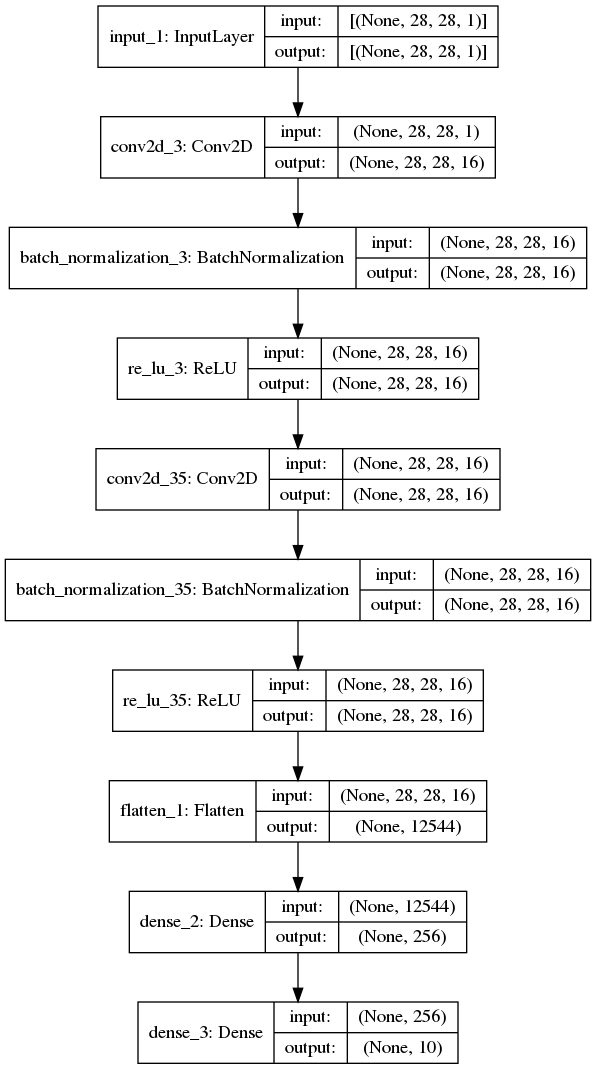 input_1: InputLayer
input: [(None, 28, 28, 1)]
output: [(None, 28, 28, 1)]
conv2d_3: Conv2D
input: (None, 28, 28, 1)
output: (None, 28, 28, 16)
batch_normalization_3: BatchNormalization
input: (None, 28, 28, 16)
output: (None, 28, 28, 16)
re_lu_3: ReLU
input: (None, 28, 28, 16)
output: (None, 28, 28, 16)
conv2d_35: Conv2D
input: (None, 28, 28, 16)
output: (None, 28, 28, 16)
batch_normalization_35: BatchNormalization
input: (None, 28, 28, 16)
output: (None, 28, 28, 16)
re_lu_35: ReLU
input: (None, 28, 28, 16)
output: (None, 28, 28, 16)
flatten_1: Flatten
input: (None, 28, 28, 16)
output: (None, 12544)
dense_2: Dense
input: (None, 12544)
output: (None, 256)
dense_3: Dense
input: (None, 256)
output: (None, 10)